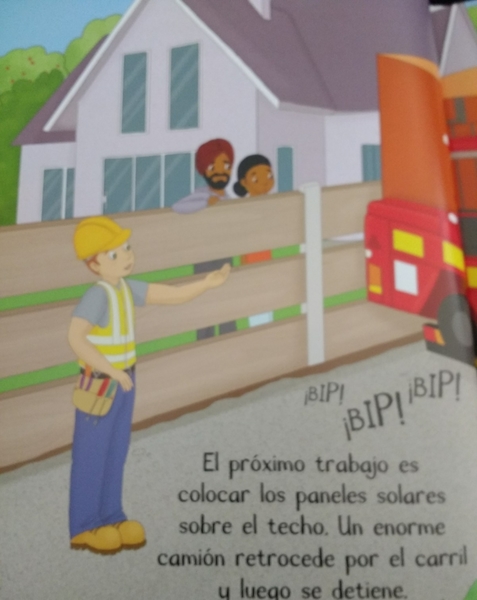 ¡BIP!
¡BIP!
¡BIP!
El próximo trabajo es
colocar los paneles solares
sobre el techo. Un enorme
camión retrocede por el carril
y luego se detiene.